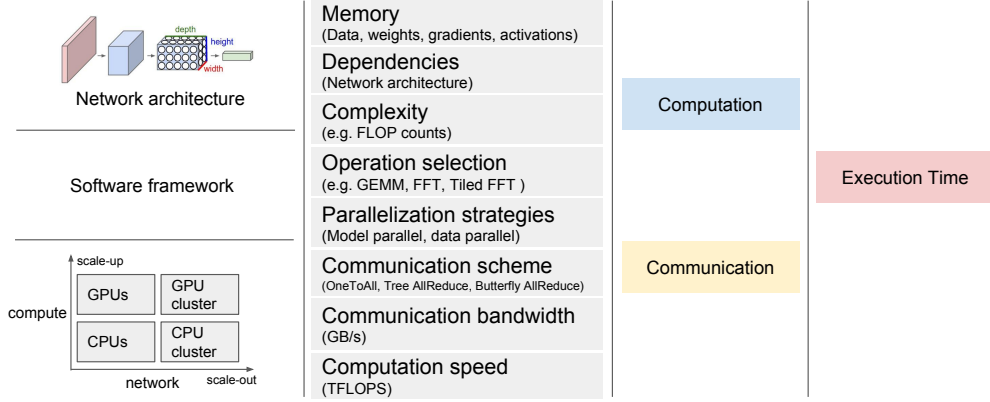 depth
height
width
Network architecture
Software framework
scale-up
compute
GPUs
GPU
cluster
CPUs
CPU
cluster
network
scale-out
Memory
(Data, weights, gradients, activations)
Dependencies
(Network architecture)
Complexity
(e.g. FLOP counts)
Operation selection
(e.g. GEMM, FFT, Tiled FFT )
Parallelization strategies
(Model parallel, data parallel)
Communication scheme
(OneToAll, Tree AllReduce, Butterfly AllReduce)
Communication bandwidth
(GB/s)
Computation speed
(TFLOPS)
Computation
Communication
Execution Time